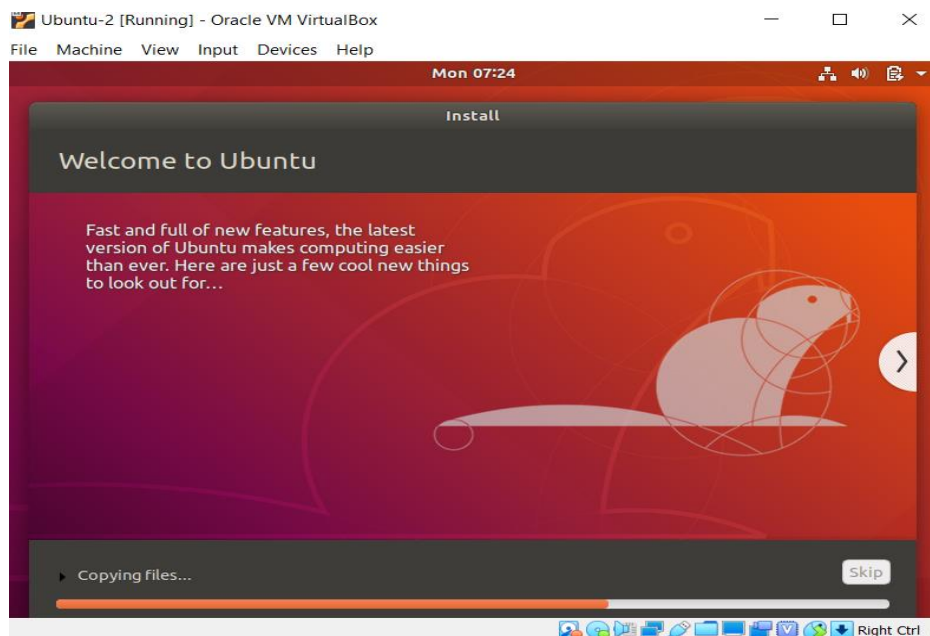 Ubuntu-2 [Running] - Oracle VM VirtualBox
File Machine View Input Devices Help
Mon 07:24
Install
Welcome to Ubuntu
Fast and full of new features, the latest
version of Ubuntu makes computing easier
than ever. Here are just a few cool new things
to look out for...
Copying files...
Skip
Right Ctrl